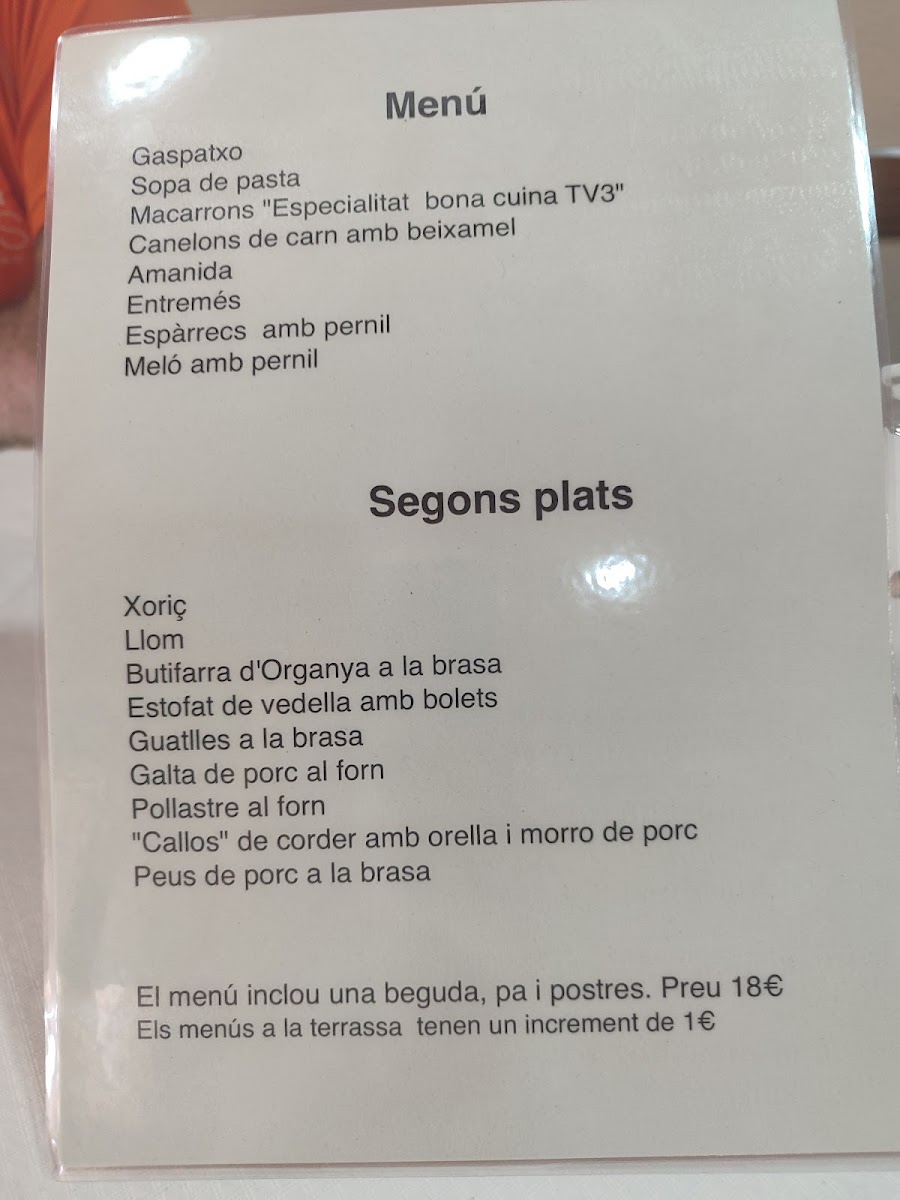 Menú
Gaspatxo
Sopa de pasta
Macarrons "Especialitat bona cuina TV3"
Canelons de carn amb beixamel
Amanida
Entremés
Espàrrecs amb pernil
Meló amb pernil
Segons plats
Xoriç
Llom
Butifarra d'Organya a la brasa
Estofat de vedella amb bolets
Guatlles a la brasa
Galta de porc al forn
Pollastre al forn
"Callos" de corder amb orella i morro de porc
Peus de porc a la brasa
El menú inclou una beguda, pa i postres. Preu 18€
Els menús a la terrassa tenen un increment de 1€